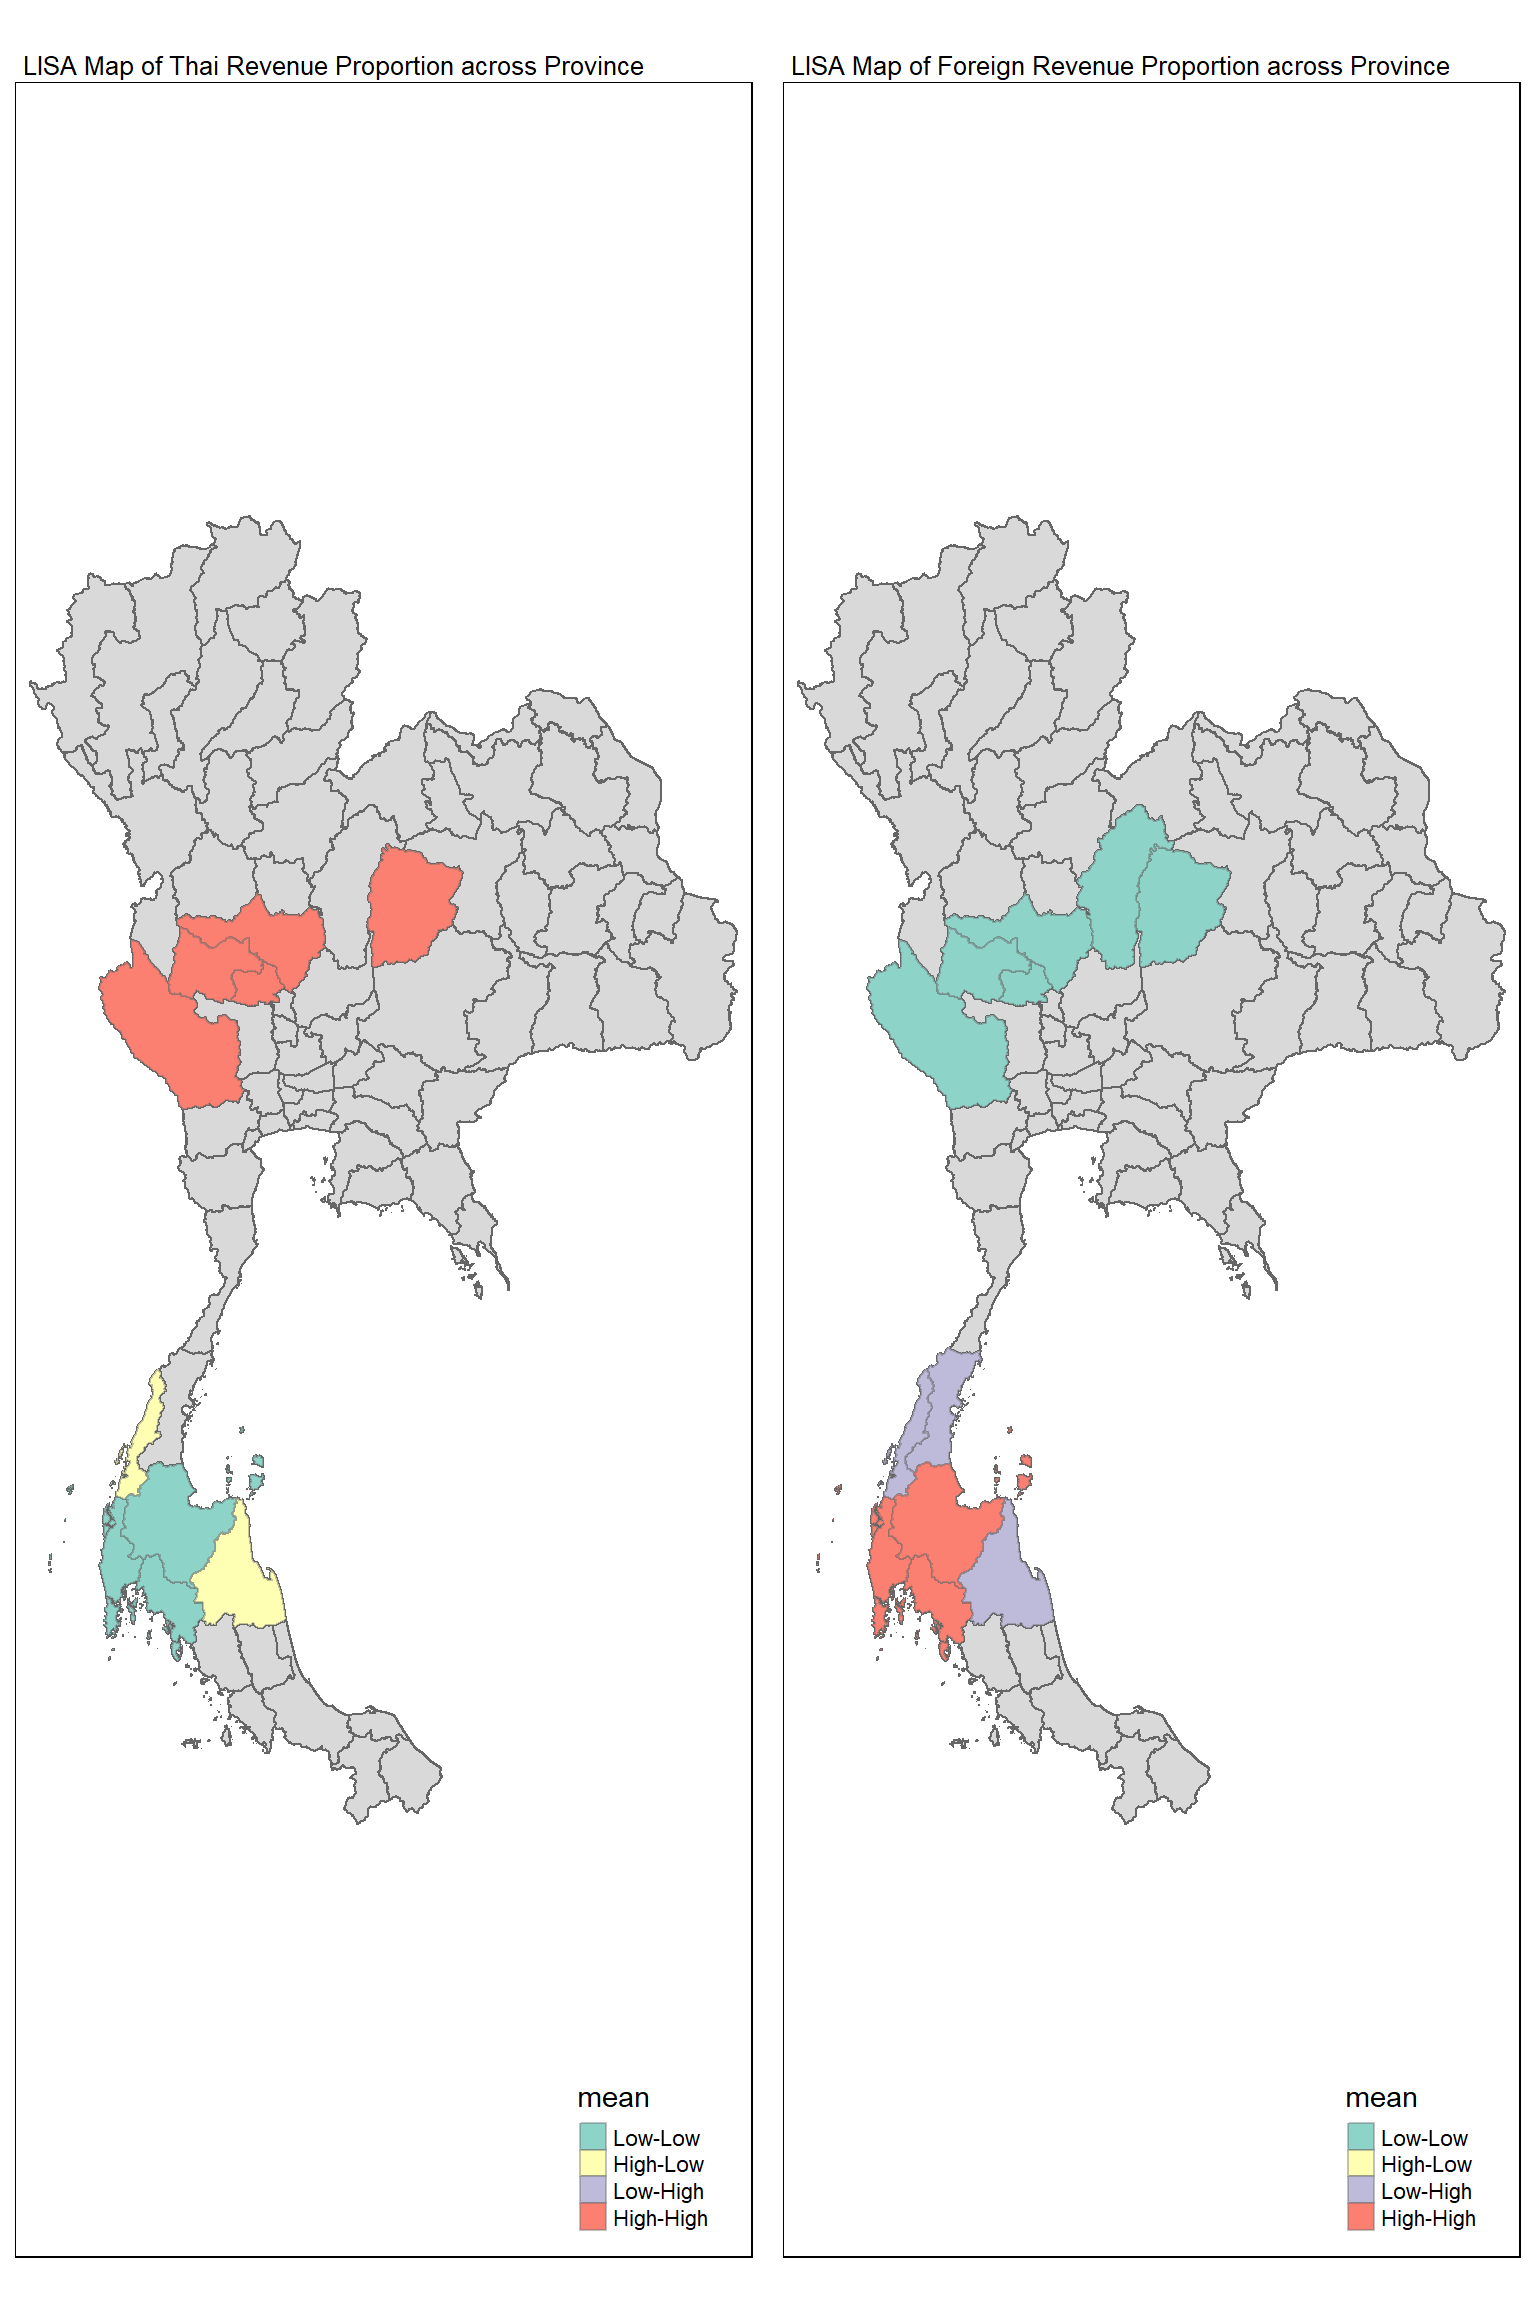 LISA Map of Thai Revenue Proportion across Province
mean
Low-Low
High-Low
Low-High
High-High
LISA Map of Foreign Revenue Proportion across Province
mean
Low-Low
High-Low
Low-High
High-High